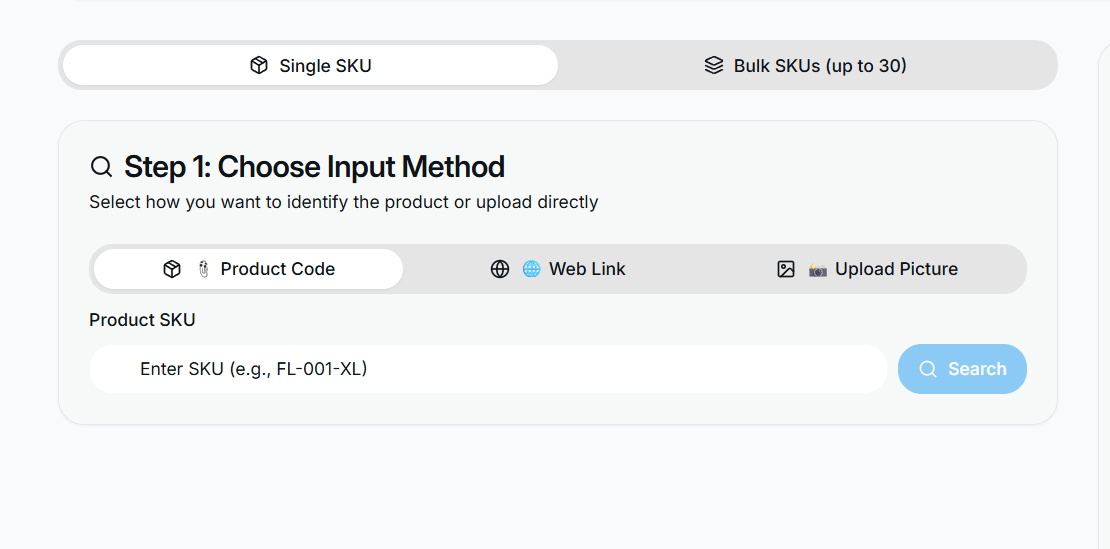 Single SKU
Bulk SKUs (up to 30)
Step 1: Choose Input Method
Select how you want to identify the product or upload directly
Product Code
Web Link
Upload Picture
Product SKU
Enter SKU (e.g., FL-001-XL)
Search